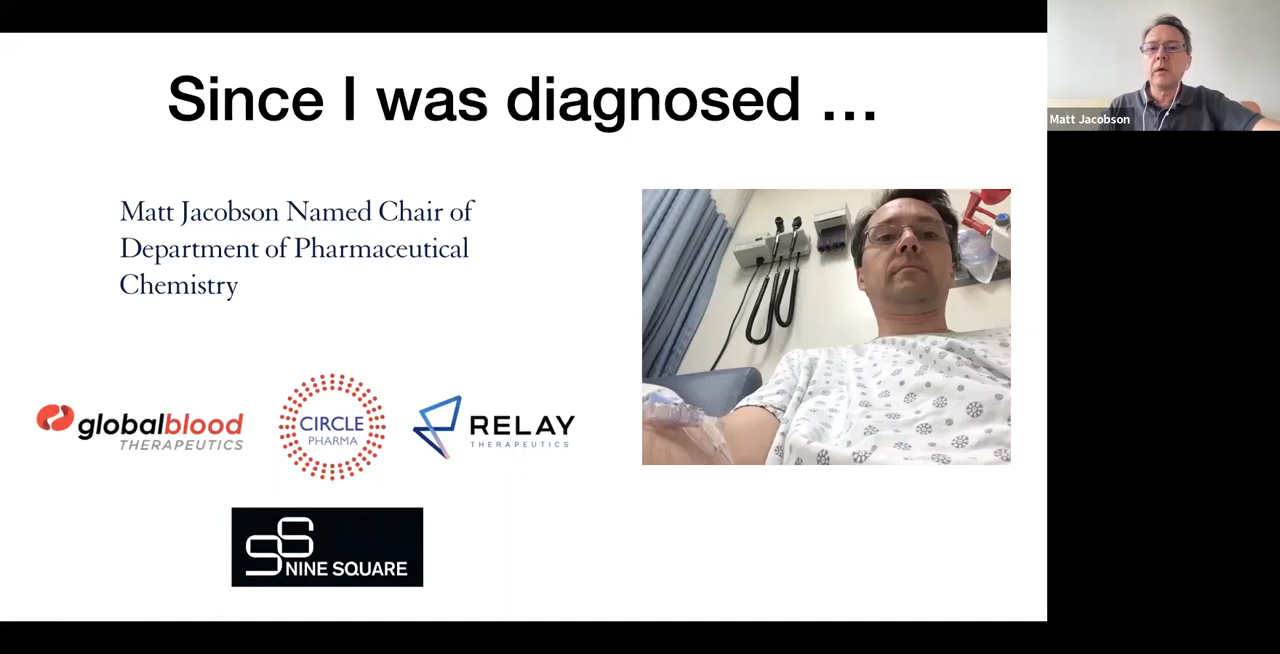 Since I was diagnosed ...
Matt Jacobson
Matt Jacobson Named Chair of
Department of Pharmaceutical
Chemistry
globalblood
THERAPEUTICS
CIRCLE
PHARMA
RELAY
THERAPEUTICS
NINE SQUARE